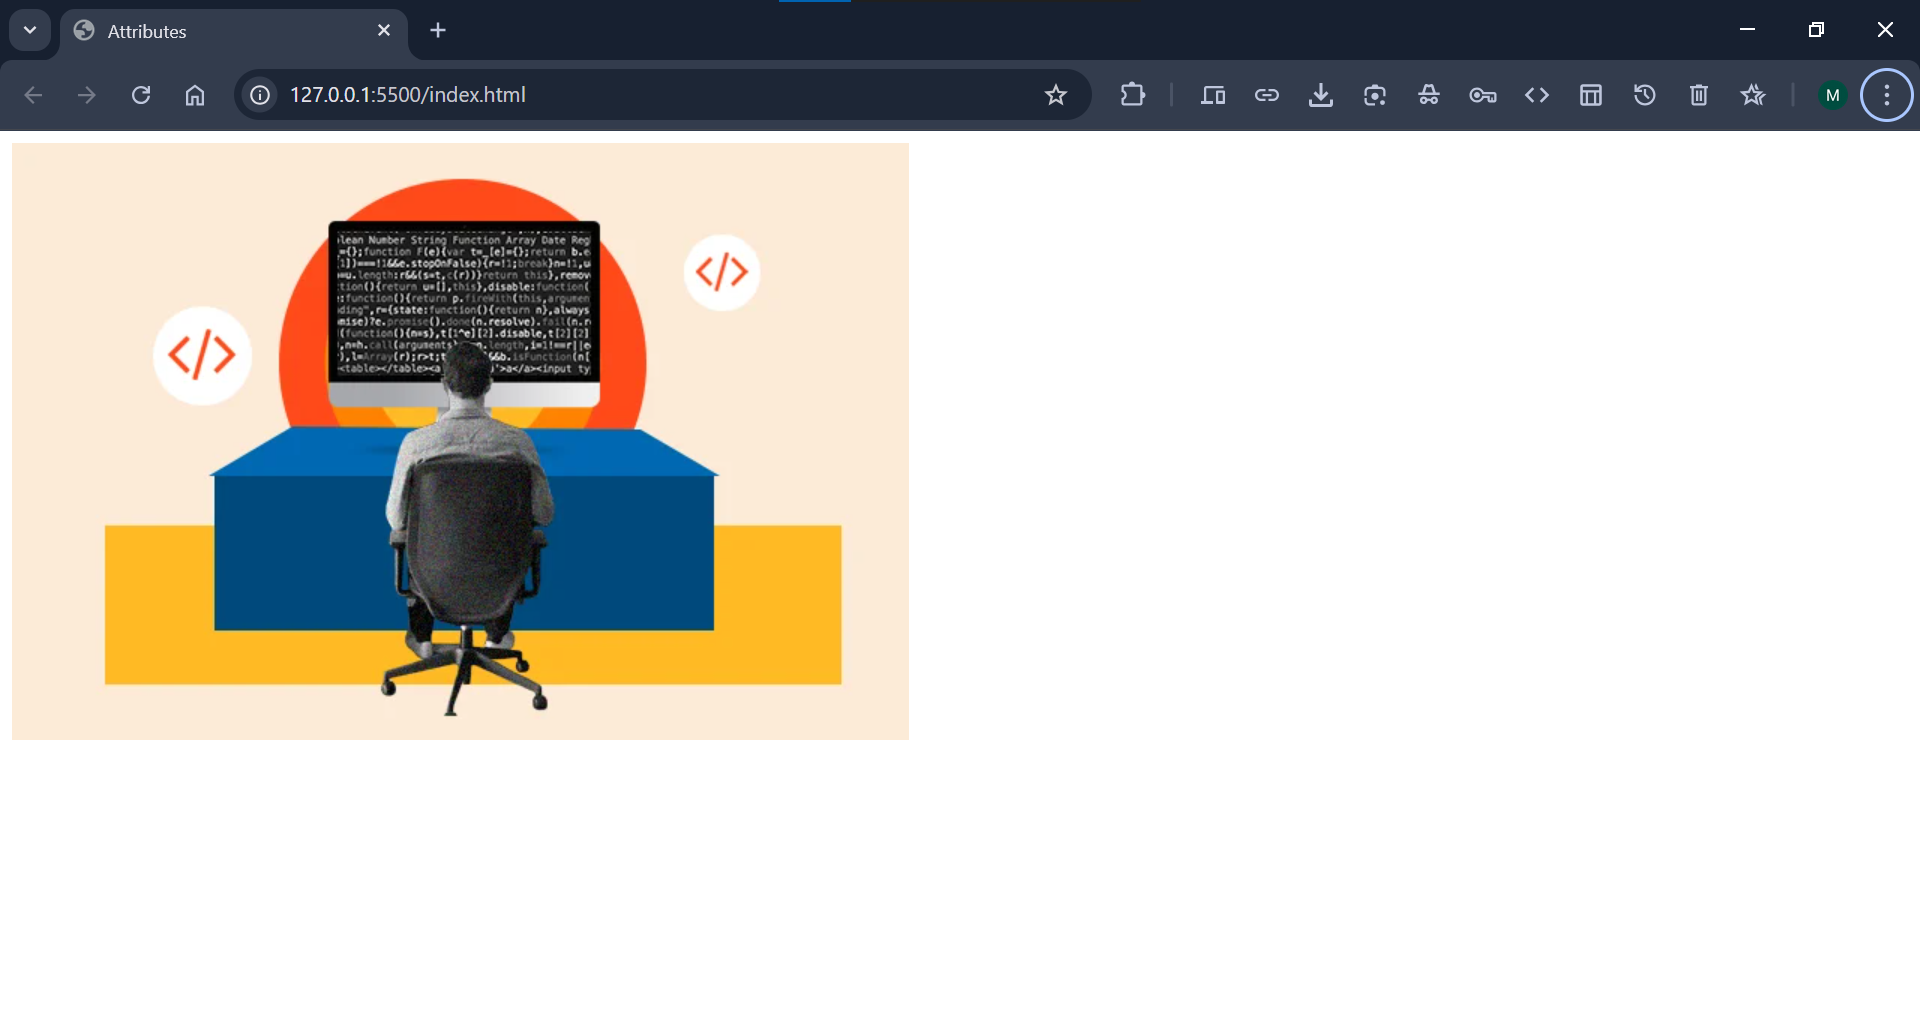 Attributes
127.0.0.1:5500/index.html
M
lean Number String Function Array Date Reg
={};function F(e){var t=_[e]={};return b.e
1])===!1&&e.stopOnFalse){r=!1;break}n=!1,u
=u.length:r&&(s=t,c(r))}return this},remov
tion(){return u=[],this},disable:function(
e:function(){return p.fireWith(this,argumen
ding",r={state:function(){return n},always
mise)?e.promise().done(n.resolve).fail(n.r
(function(){n=s},t[1^e][2].disable,t[2][2]
,n=h.call(arguments) length,i=1!==r||e
),l=Array(r);r>t;t &&b.isFunction(n[
<table></table><a '>a</a><input ty
</>
</>